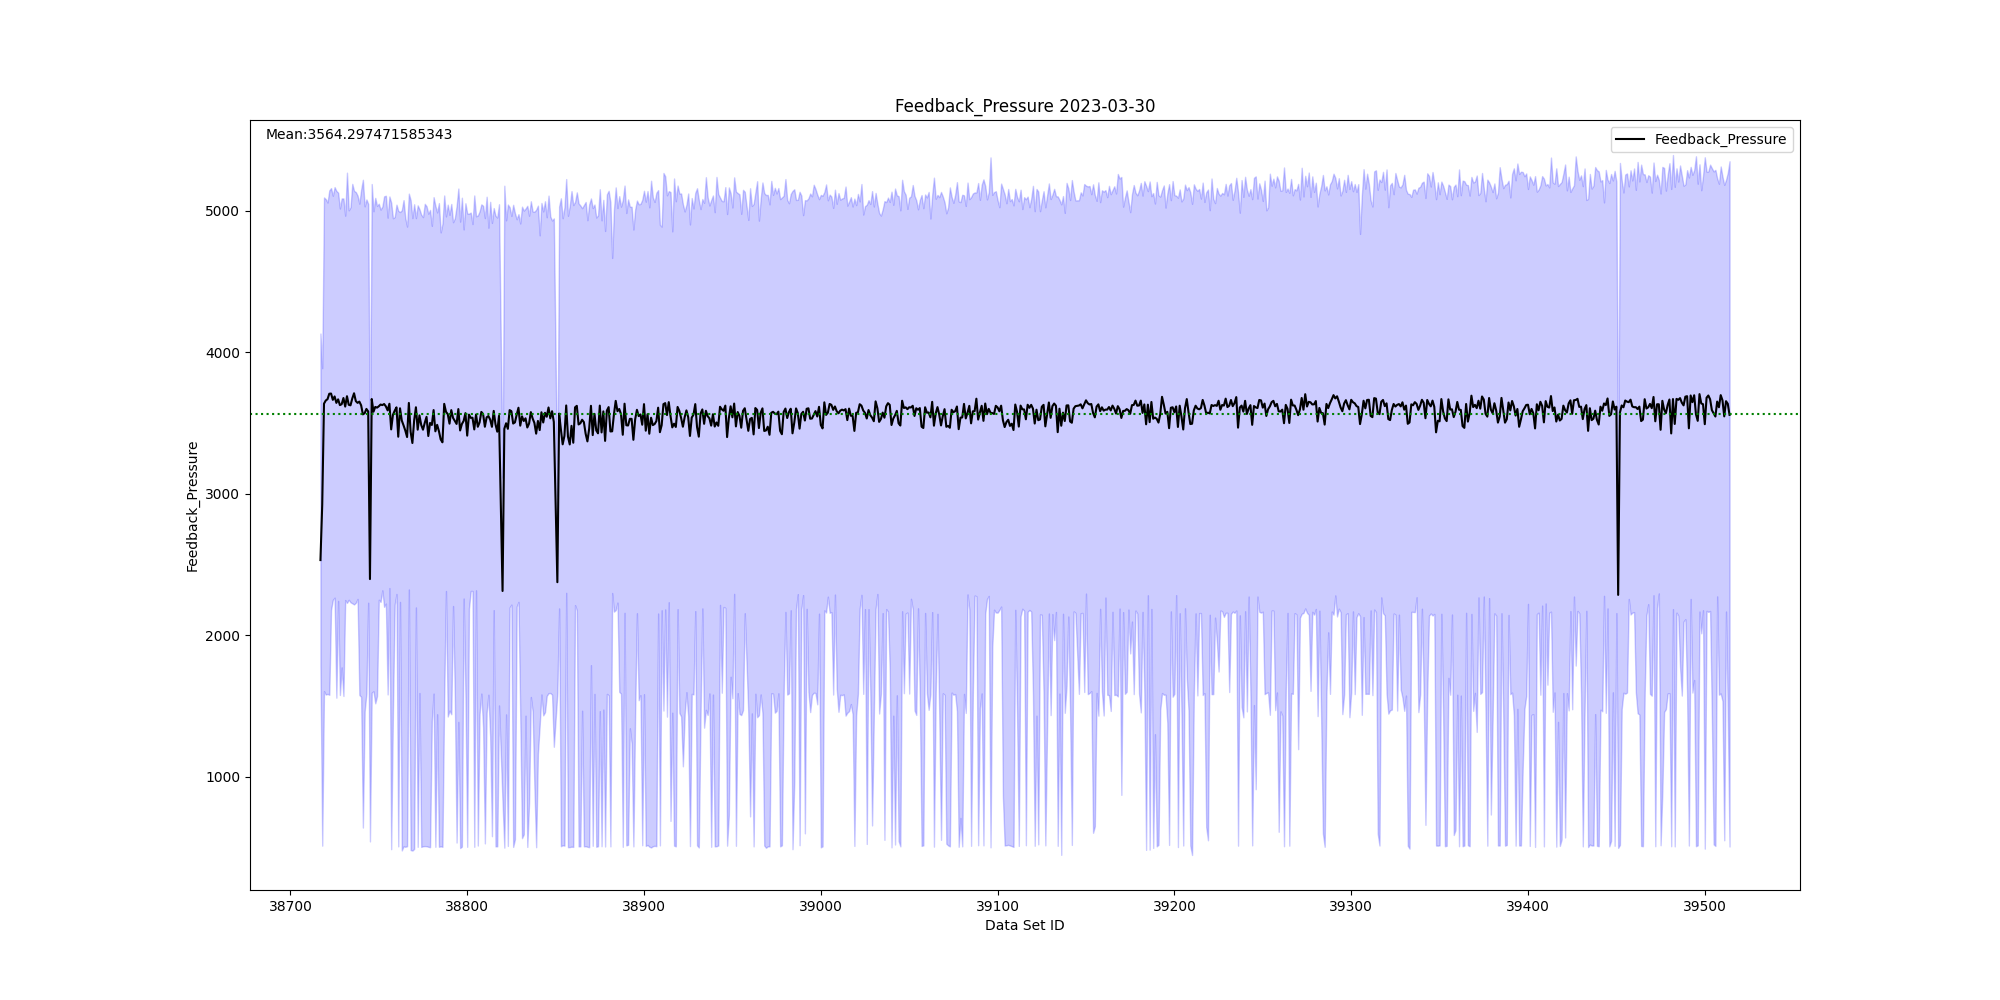 Feedback_Pressure 2023-03-30
Mean:3564.297471585343
Feedback_Pressure
5000
4000
3000
2000
1000
Feedback_Pressure
38700
38800
38900
39000
39100
39200
39300
39400
39500
Data Set ID